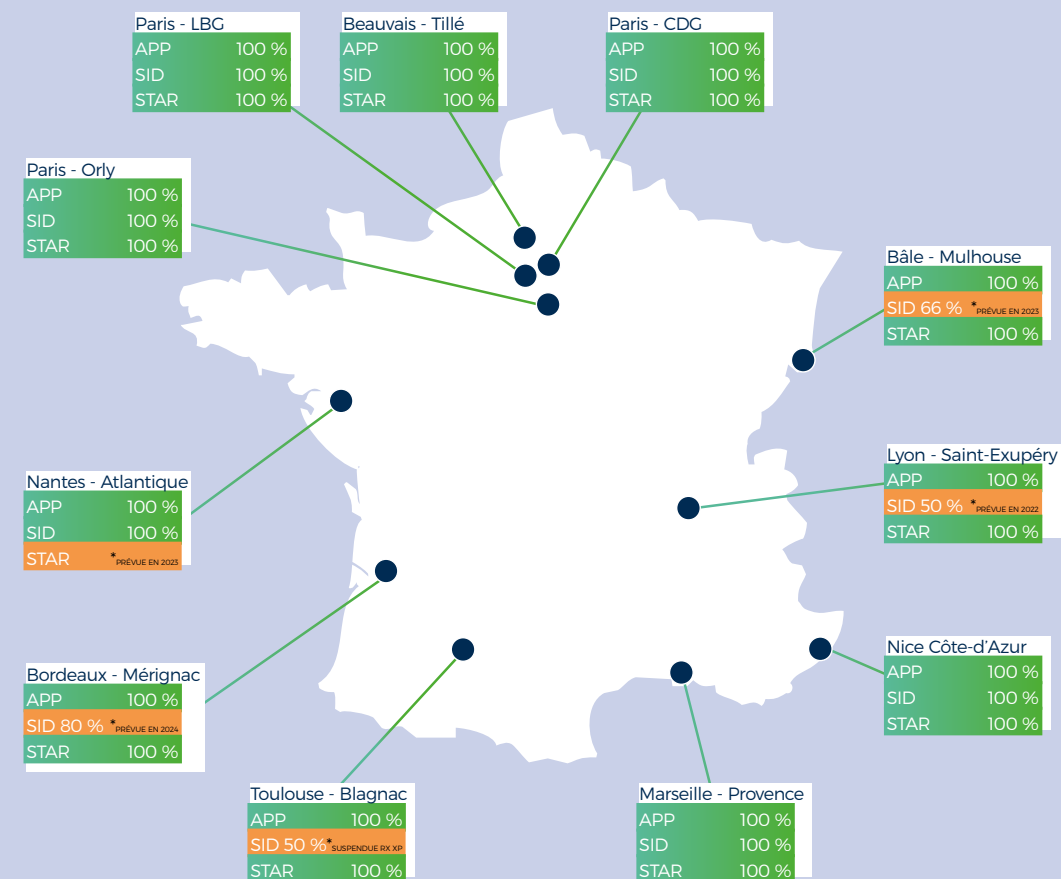 Paris - LBG
APP 100 %
SID 100 %
STAR 100 %
Beauvais - Tillé
APP 100 %
SID 100 %
STAR 100 %
Paris - CDG
APP 100 %
SID 100 %
STAR 100 %
Paris - Orly
APP 100 %
SID 100 %
STAR 100 %
Bâle - Mulhouse
APP 100 %
SID 66 % *PRÉVUE EN 2023
STAR 100 %
Lyon - Saint-Exupéry
APP 100 %
SID 50 % *PRÉVUE EN 2022
STAR 100 %
Nantes - Atlantique
APP 100 %
SID 100 %
STAR *PRÉVUE EN 2023
Nice Côte-d'Azur
APP 100 %
SID 100 %
STAR 100 %
Bordeaux - Mérignac
APP 100 %
SID 80 % *PRÉVUE EN 2024
STAR 100 %
Toulouse - Blagnac
APP 100 %
SID 50 %*SUSPENDUE RX XP
STAR 100 %
Marseille - Provence
APP 100 %
SID 100 %
STAR 100 %